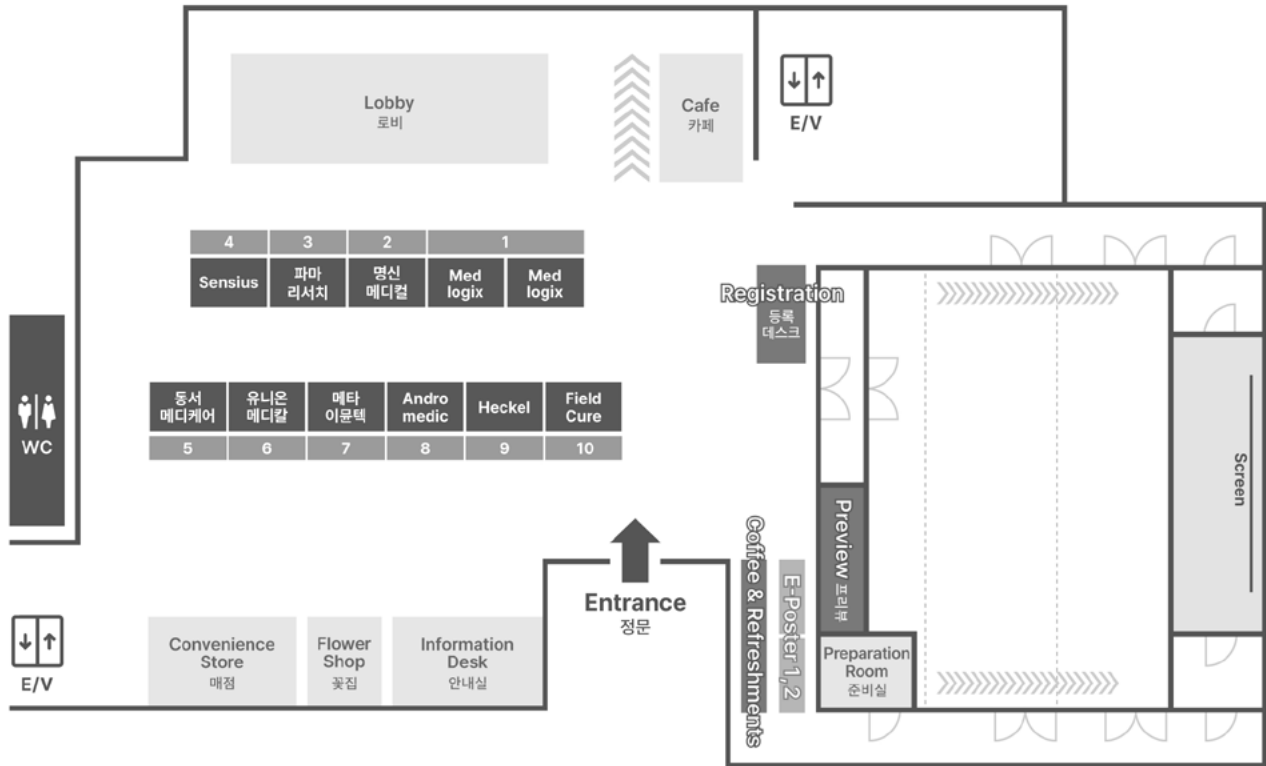 Lobby
로비
Cafe
카페
E/V
4
3
2
1
Sensius
파마
리서치
명신
메디컬
Med
logix
Med
logix
Registration
등록
데스크
동서
메디케어
유니온
메디칼
메타
이뮨텍
Andro
medic
Heckel
Field
Cure
5
6
7
8
9
10
WC
Screen
Entrance
정문
Coffee & Refreshments
E-Poster 1,2
Preview 프리뷰
Preparation
Room
준비실
E/V
Convenience
Store
매점
Flower
Shop
꽃집
Information
Desk
안내실